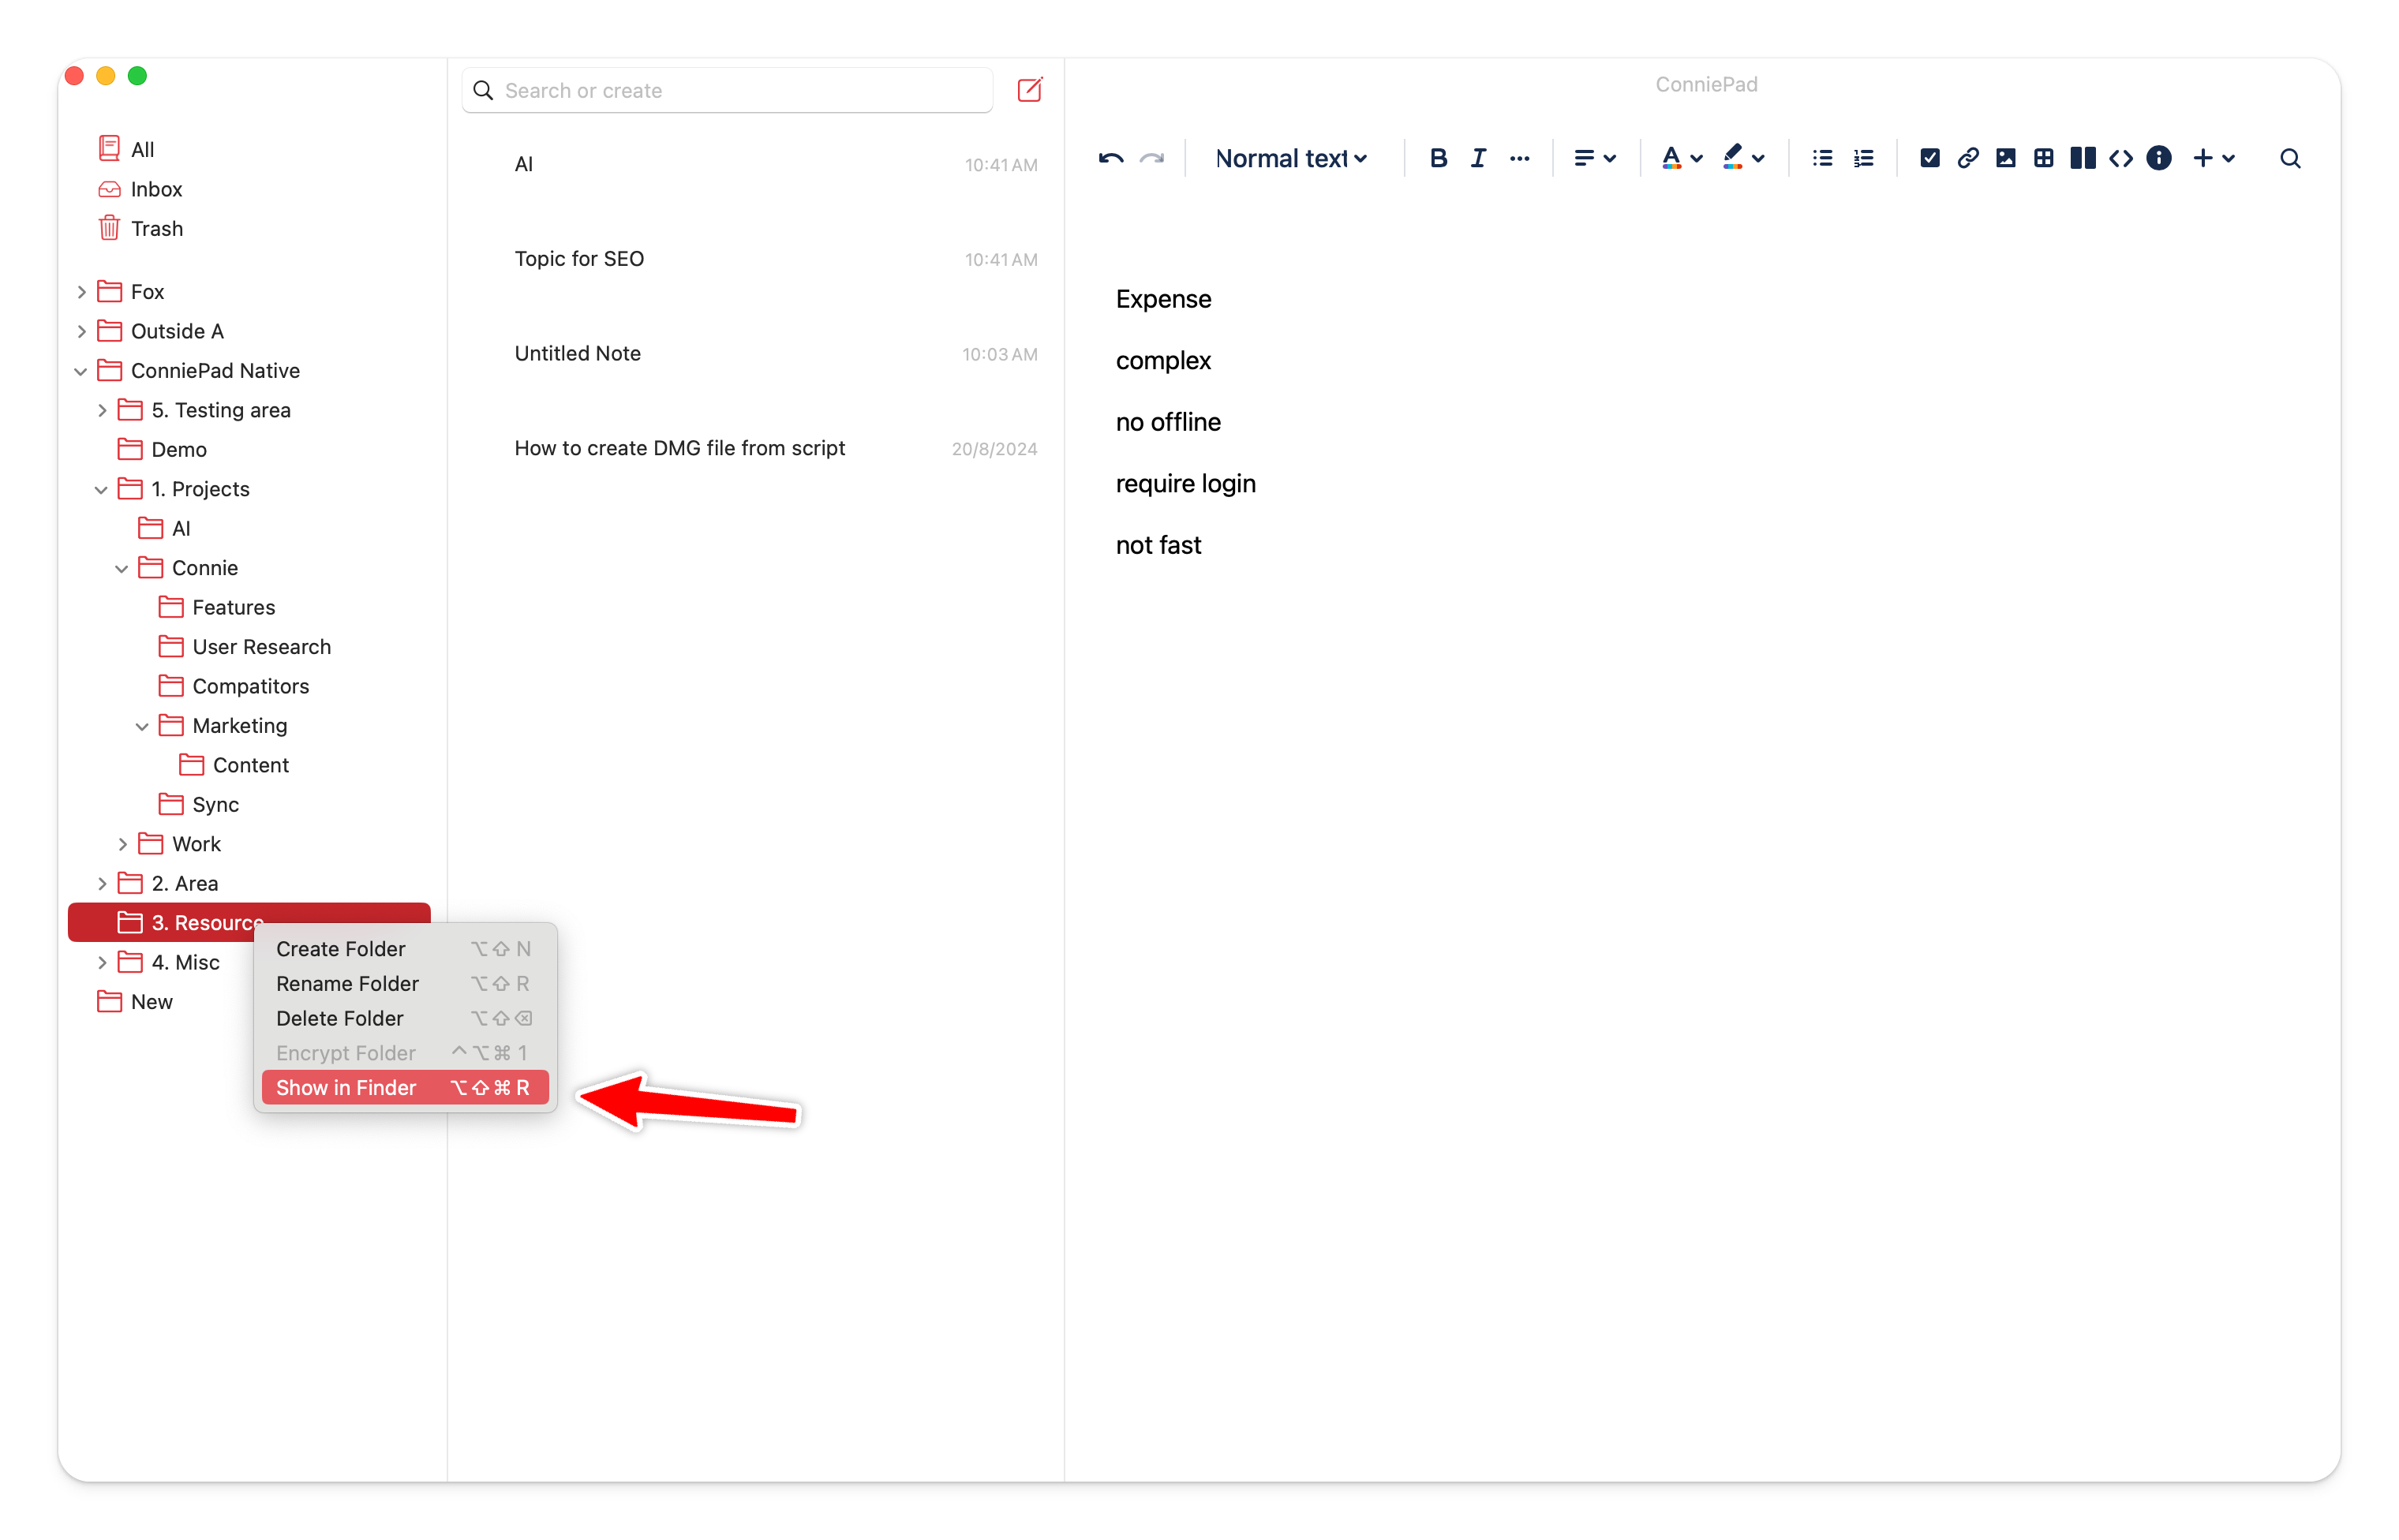 All
Inbox
Trash
Fox
Outside A
ConniePad Native
5. Testing area
Demo
1. Projects
AI
Connie
Features
User Research
Compatitors
Marketing
Content
Sync
Work
2. Area
3. Resource
4. Misc
New
Create Folder ⌥⇧ N
Rename Folder ⌥⇧ R
Delete Folder ⌥⇧⌫
Encrypt Folder ^⌥⌘ 1
Show in Finder ⌥⇧⌘ R
Search or create
AI 10:41 AM
Topic for SEO 10:41 AM
Untitled Note 10:03 AM
How to create DMG file from script 20/8/2024
ConniePad
Normal text B I A
Expense
complex
no offline
require login
not fast